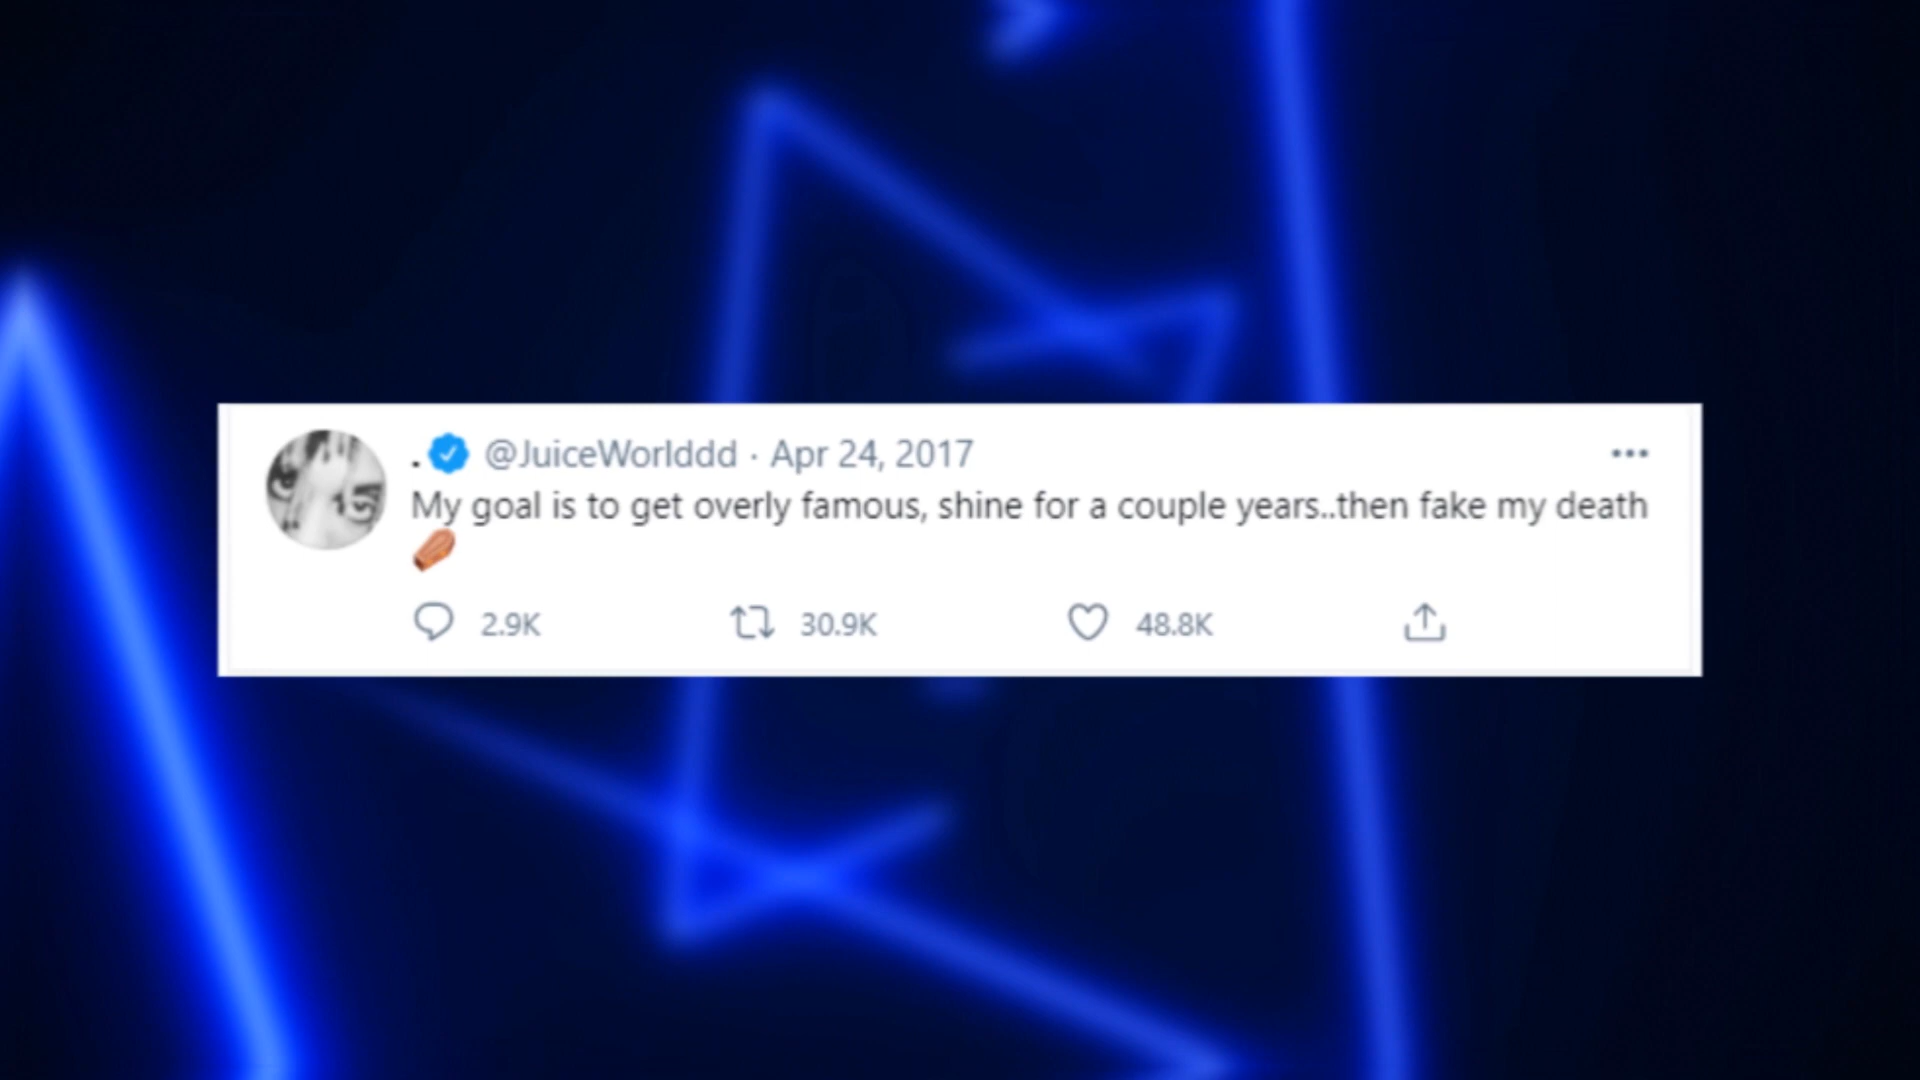 . @JuiceWorlddd · Apr 24, 2017
My goal is to get overly famous, shine for a couple years..then fake my death
⚰️
2.9K 30.9K 48.8K